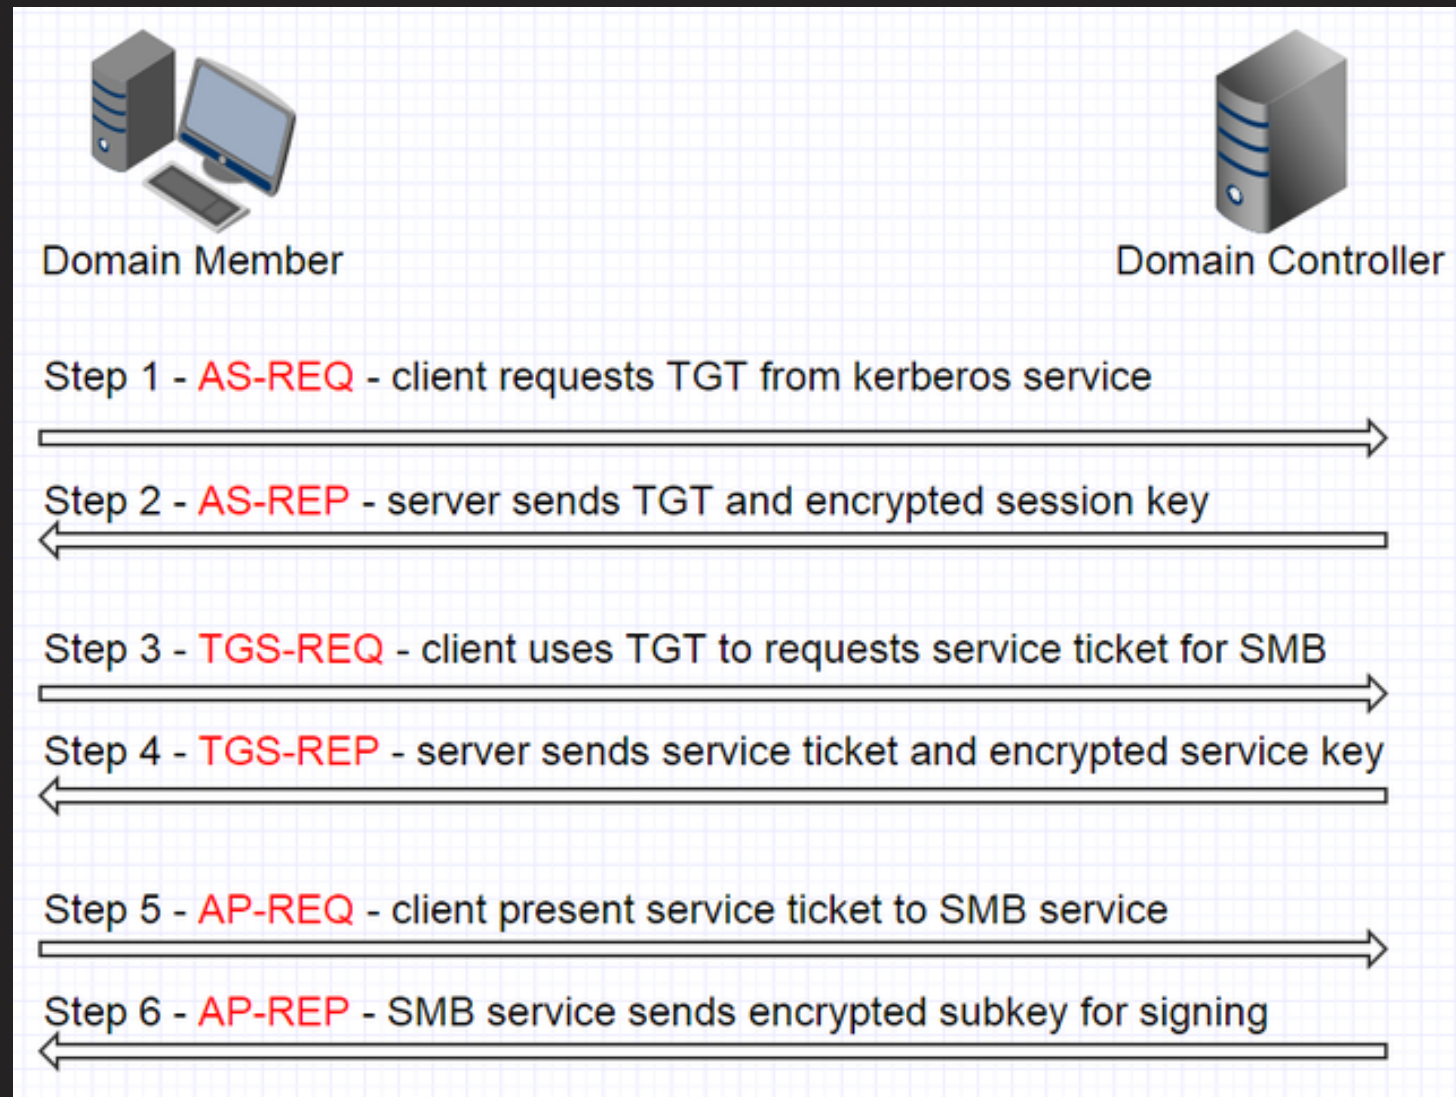 Domain Member
Domain Controller
Step 1 - AS-REQ - client requests TGT from kerberos service
Step 2 - AS-REP - server sends TGT and encrypted session key
Step 3 - TGS-REQ - client uses TGT to requests service ticket for SMB
Step 4 - TGS-REP - server sends service ticket and encrypted service key
Step 5 - AP-REQ - client present service ticket to SMB service
Step 6 - AP-REP - SMB service sends encrypted subkey for signing